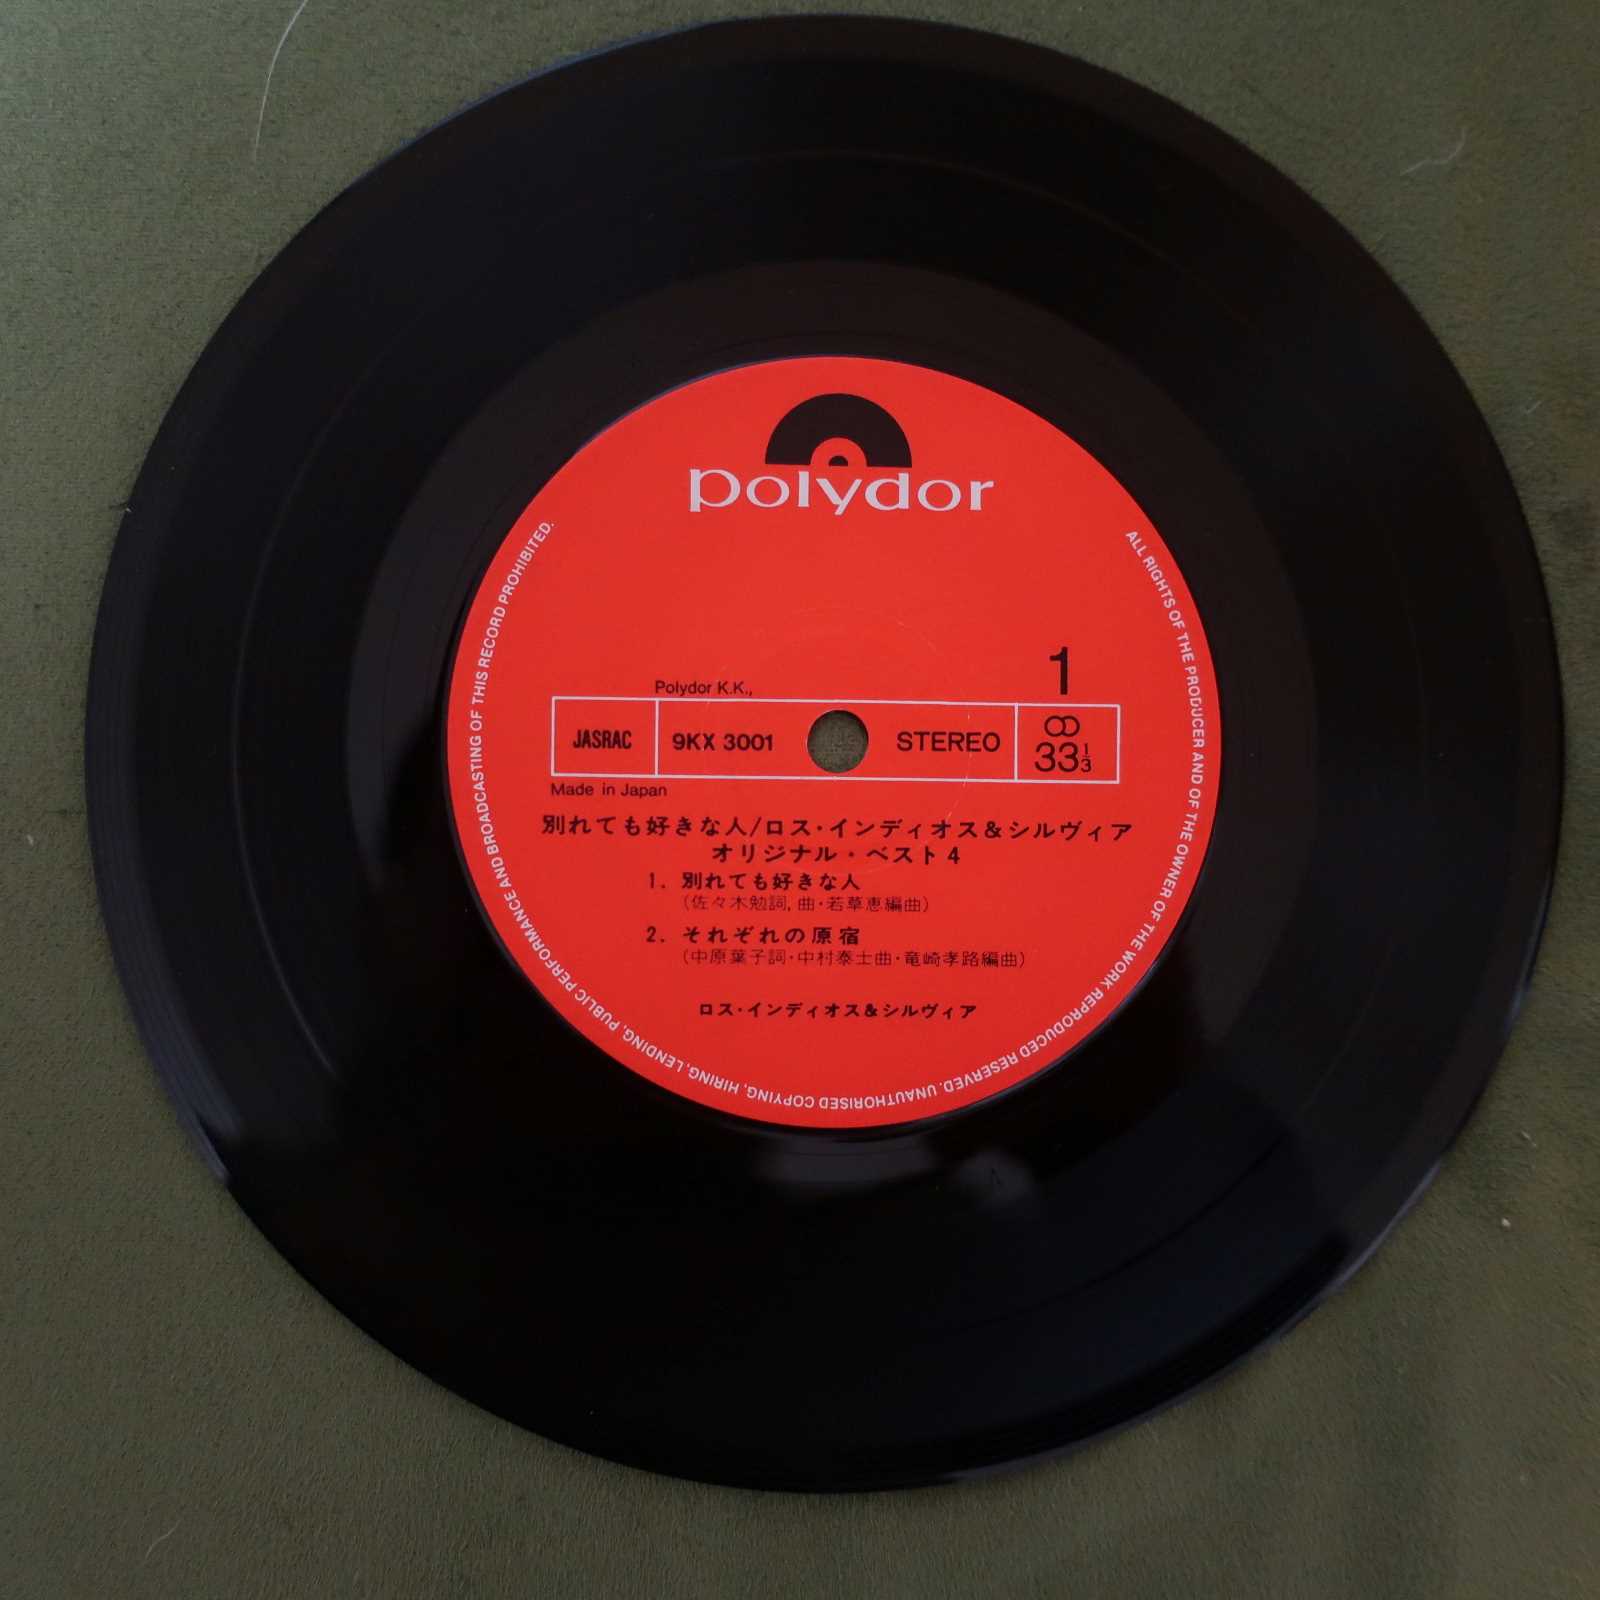 polydor
1
Polydor K.K.,
JASRAC
9KX 3001
STEREO
33⅓
Made in Japan
別れても好きな人/ロス・インディオス&シルヴィア
オリジナル・ベスト4
1. 別れても好きな人
(佐々木勉詞,曲・若草恵編曲)
2. それぞれの原宿
(中原葉子詞・中村泰士曲・竜崎孝路編曲)
ロス・インディオス&シルヴィア
ALL RIGHTS OF THE PRODUCER AND OF THE OWNER OF THE WORK REPRODUCED RESERVED. UNAUTHORISED COPYING, HIRING, LENDING, PUBLIC PERFORMANCE AND BROADCASTING OF THIS RECORD PROHIBITED.